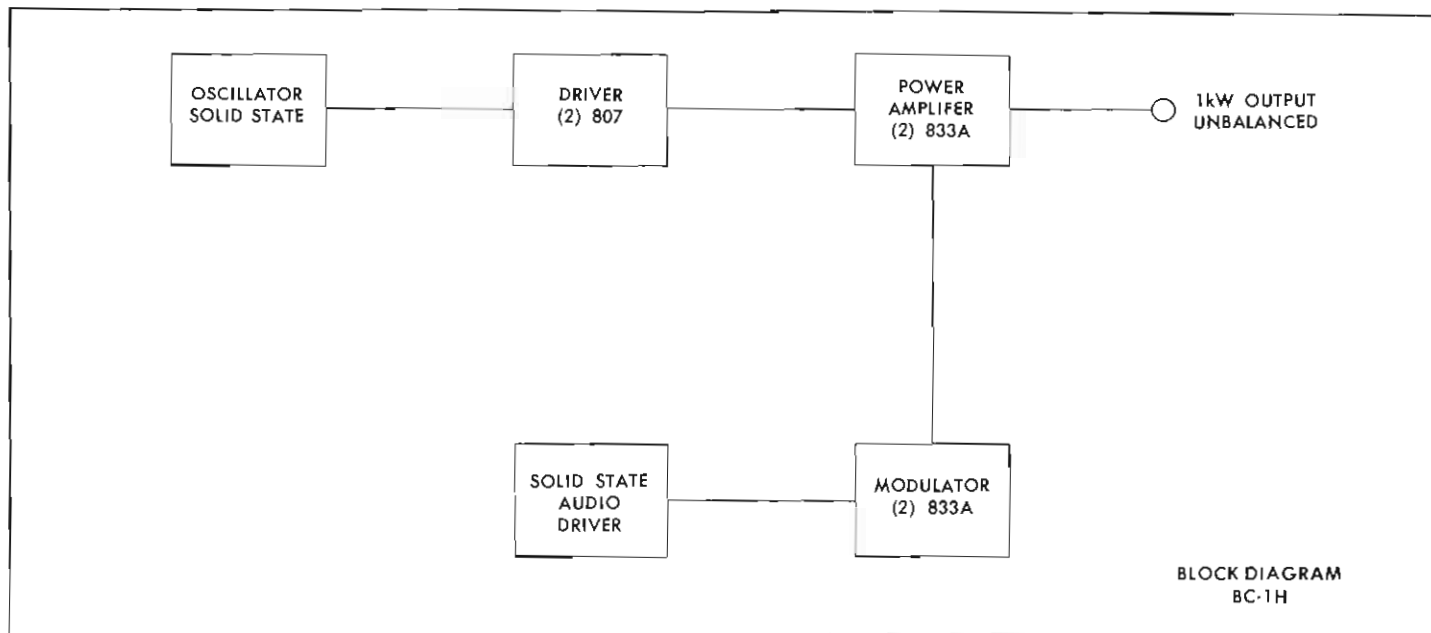 OSCILLATOR
SOLID STATE
DRIVER
(2) 807
POWER
AMPLIFER
(2) 833A
1kW OUTPUT
UNBALANCED
SOLID STATE
AUDIO
DRIVER
MODULATOR
(2) 833A
BLOCK DIAGRAM
BC-1H